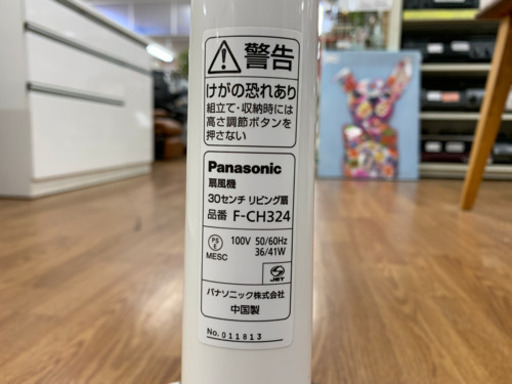 警告
けがの恐れあり
組立て・収納時には
高さ調節ボタンを
押さない
Panasonic
扇風機
30センチ リビング扇
品番 F-CH324
PS
E
MESC
100V 50/60Hz
36/41W
JET
パナソニック株式会社
中国製
No. 011813